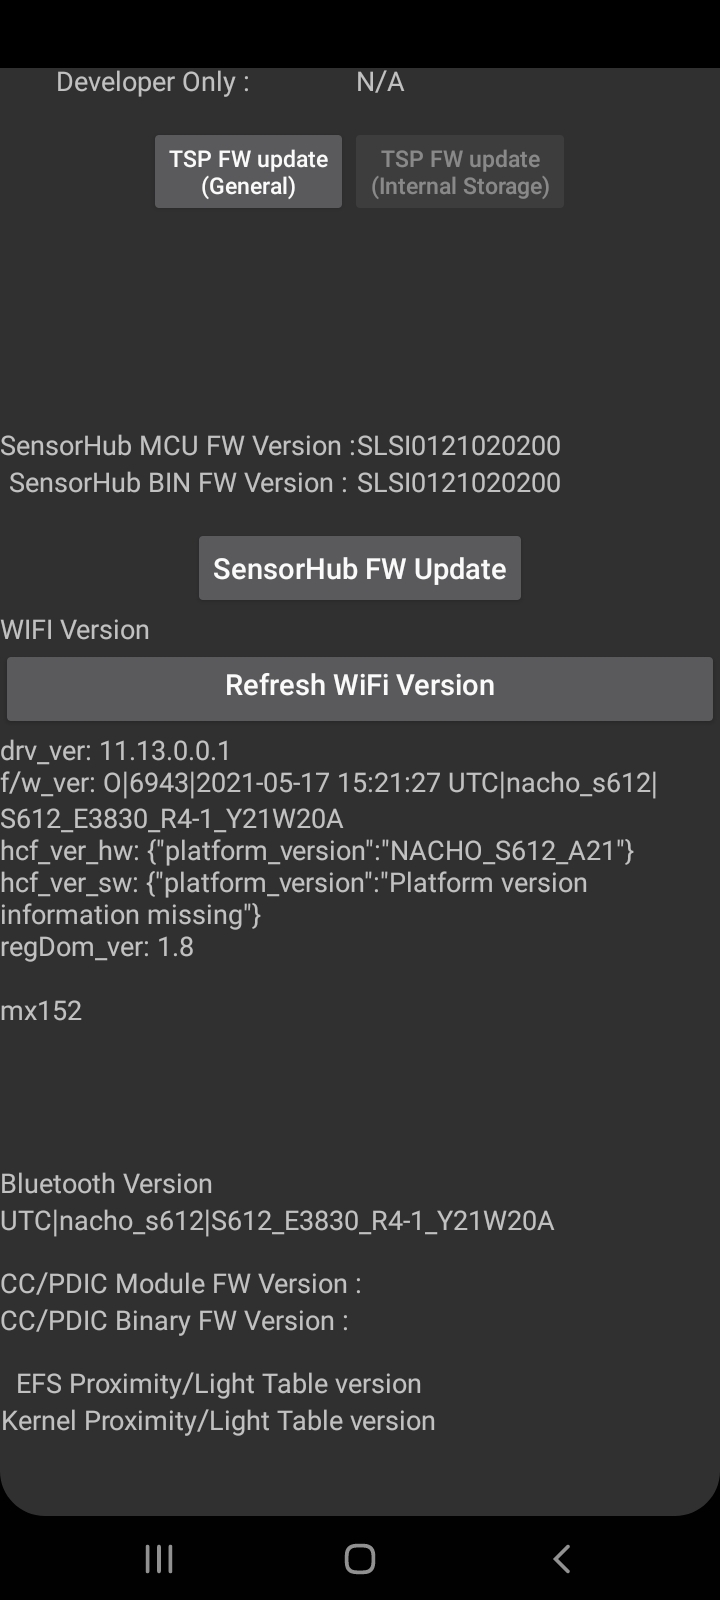 Developer Only : N/A
TSP FW update
(General)
TSP FW update
(Internal Storage)
SensorHub MCU FW Version :SLSI0121020200
SensorHub BIN FW Version : SLSI0121020200
SensorHub FW Update
WIFI Version
Refresh WiFi Version
drv_ver: 11.13.0.0.1
f/w_ver: O|6943|2021-05-17 15:21:27 UTC|nacho_s612|
S612_E3830_R4-1_Y21W20A
hcf_ver_hw: {"platform_version":"NACHO_S612_A21"}
hcf_ver_sw: {"platform_version":"Platform version
information missing"}
regDom_ver: 1.8
mx152
Bluetooth Version
UTC|nacho_s612|S612_E3830_R4-1_Y21W20A
CC/PDIC Module FW Version :
CC/PDIC Binary FW Version :
EFS Proximity/Light Table version
Kernel Proximity/Light Table version